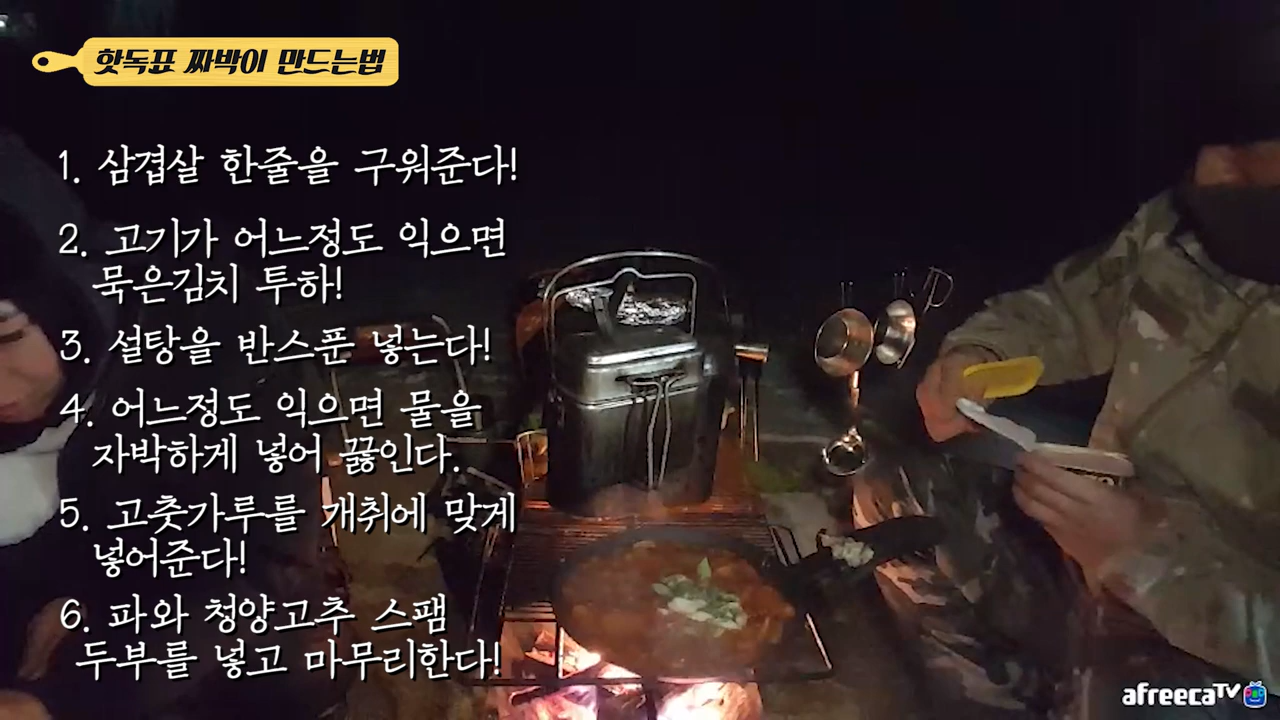 핫독표 짜박이 만드는법
1. 삼겹살 한줄을 구워준다!
2. 고기가 어느정도 익으면
묵은김치 투하!
3. 설탕을 반스푼 넣는다!
4. 어느정도 익으면 물을
자박하게 넣어 끓인다.
5. 고춧가루를 개취에 맞게
넣어준다!
6. 파와 청양고추 스팸
두부를 넣고 마무리한다!
afreecaTV